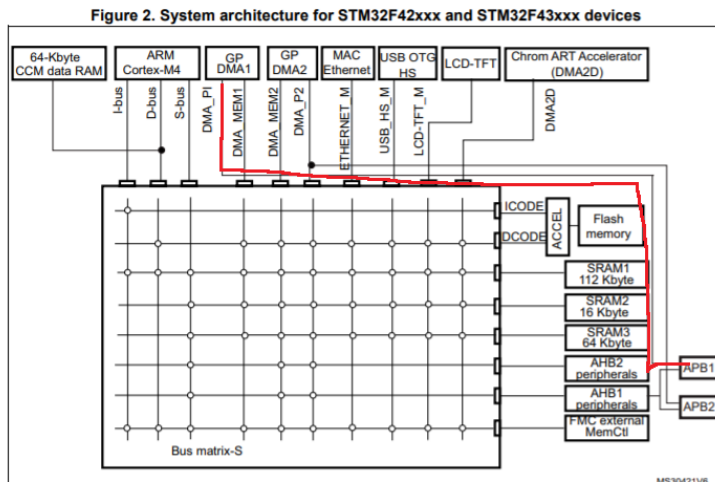 Figure 2. System architecture for STM32F42xxx and STM32F43xxx devices
64-Kbyte
CCM data RAM
ARM
Cortex-M4
GP
DMA1
GP
DMA2
MAC
Ethernet
USB OTG
HS
LCD-TFT
Chrom ART Accelerator
(DMA2D)
I-bus
D-bus
S-bus
DMA_PI
DMA_MEM1
DMA_MEM2
DMA_P2
ETHERNET_M
USB_HS_M
LCD-TFT_M
DMA2D
ICODE
DCODE
ACCEL
Flash
memory
SRAM1
112 Kbyte
SRAM2
16 Kbyte
SRAM3
64 Kbyte
AHB2
peripherals
AHB1
peripherals
FMC external
MemCtl
APB1
APB2
Bus matrix-S
MS30421V6